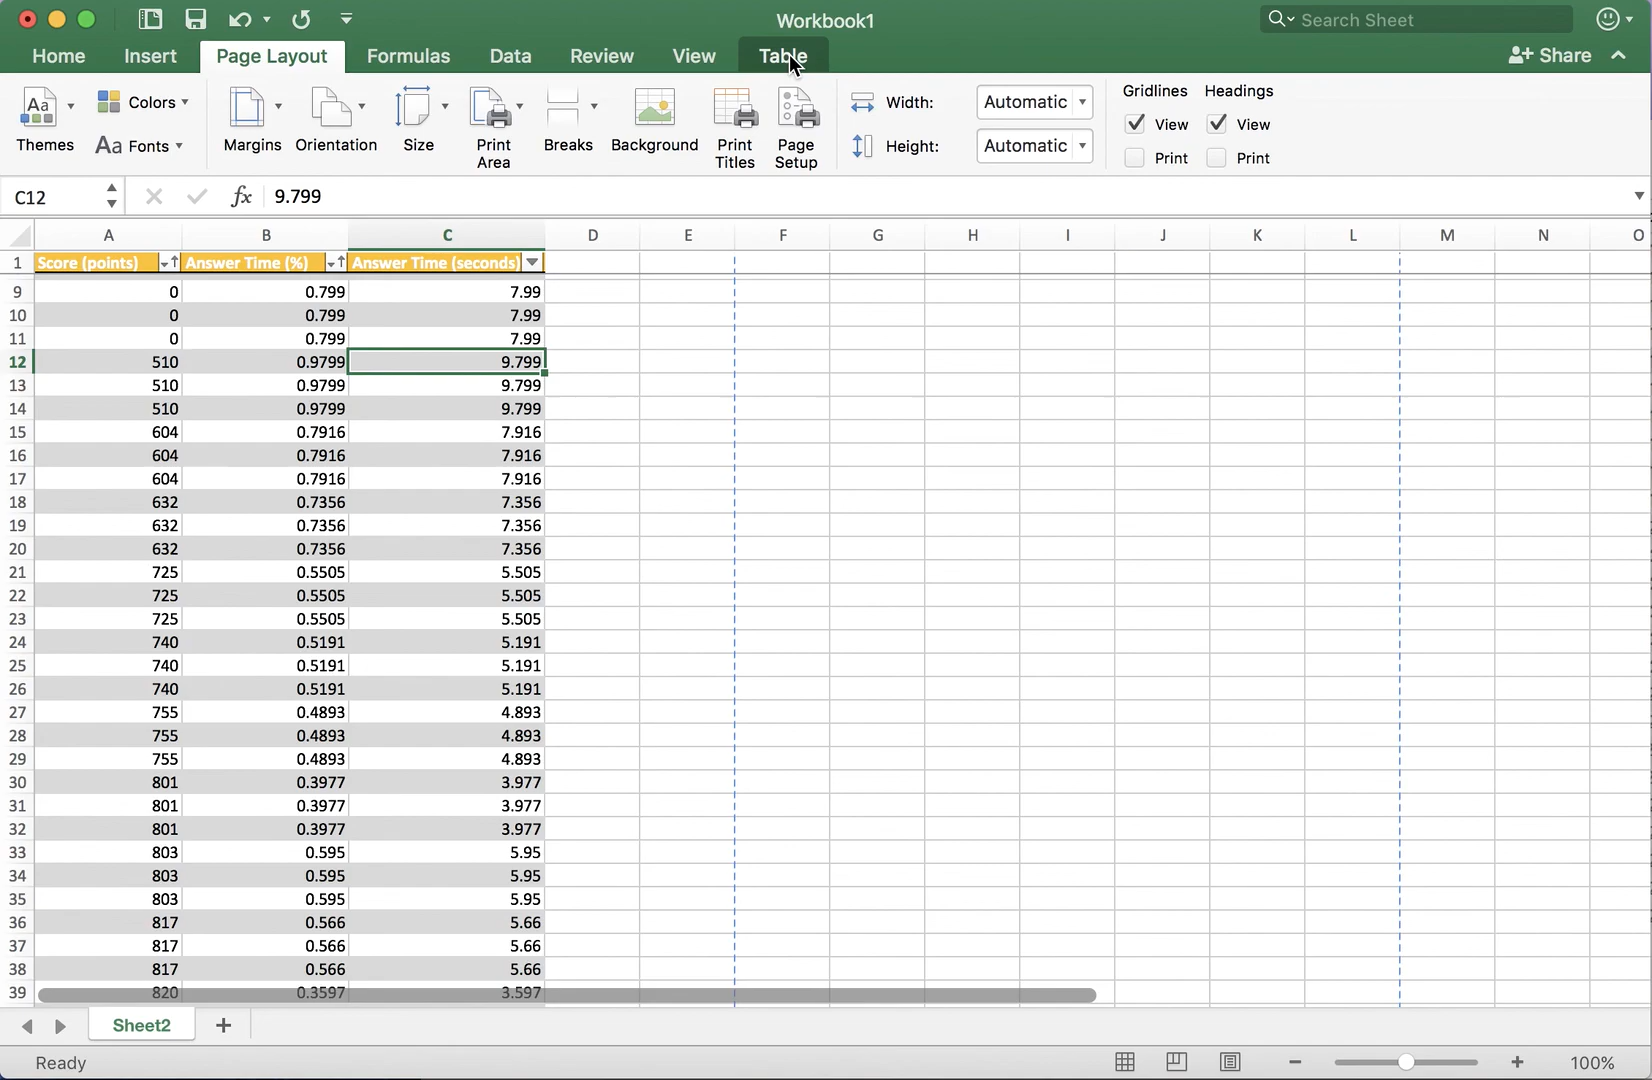 Workbook1
Search Sheet
Home Insert Page Layout Formulas Data Review View Table Share
Aa Themes Colors Aa Fonts Margins Orientation Size Print Area Breaks Background Print Titles Page Setup
Width: Automatic
Height: Automatic
Gridlines Headings
View View
Print Print
C12 fx 9.799
A B C D E F G H I J K L M N O
1 Score (points) Answer Time (%) Answer Time (seconds)
9 0 0.799 7.99
10 0 0.799 7.99
11 0 0.799 7.99
12 510 0.9799 9.799
13 510 0.9799 9.799
14 510 0.9799 9.799
15 604 0.7916 7.916
16 604 0.7916 7.916
17 604 0.7916 7.916
18 632 0.7356 7.356
19 632 0.7356 7.356
20 632 0.7356 7.356
21 725 0.5505 5.505
22 725 0.5505 5.505
23 725 0.5505 5.505
24 740 0.5191 5.191
25 740 0.5191 5.191
26 740 0.5191 5.191
27 755 0.4893 4.893
28 755 0.4893 4.893
29 755 0.4893 4.893
30 801 0.3977 3.977
31 801 0.3977 3.977
32 801 0.3977 3.977
33 803 0.595 5.95
34 803 0.595 5.95
35 803 0.595 5.95
36 817 0.566 5.66
37 817 0.566 5.66
38 817 0.566 5.66
39 820 0.3597 3.597
Sheet2
Ready 100%